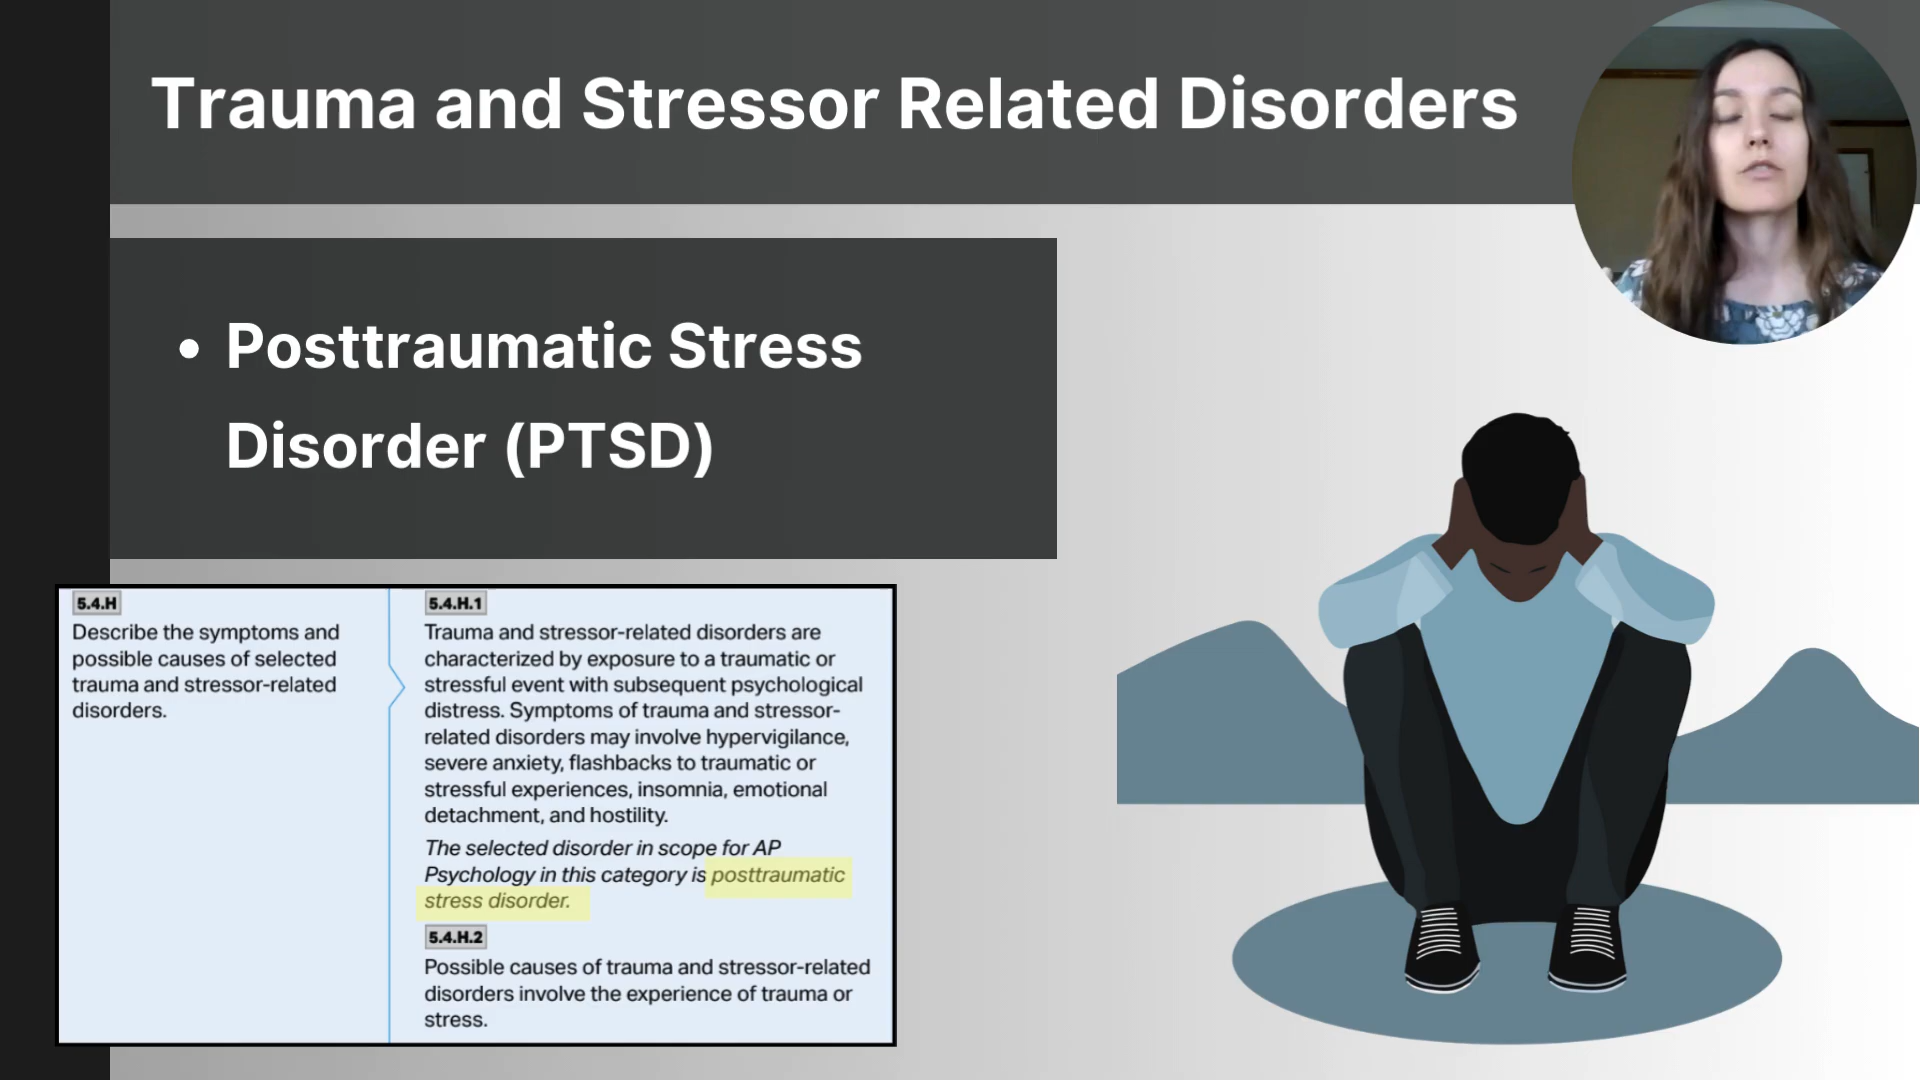 Trauma and Stressor Related Disorders
• Posttraumatic Stress
Disorder (PTSD)
5.4.H
Describe the symptoms and
possible causes of selected
trauma and stressor-related
disorders.
5.4.H.1
Trauma and stressor-related disorders are
characterized by exposure to a traumatic or
stressful event with subsequent psychological
distress. Symptoms of trauma and stressor-
related disorders may involve hypervigilance,
severe anxiety, flashbacks to traumatic or
stressful experiences, insomnia, emotional
detachment, and hostility.
The selected disorder in scope for AP
Psychology in this category is posttraumatic
stress disorder.
5.4.H.2
Possible causes of trauma and stressor-related
disorders involve the experience of trauma or
stress.